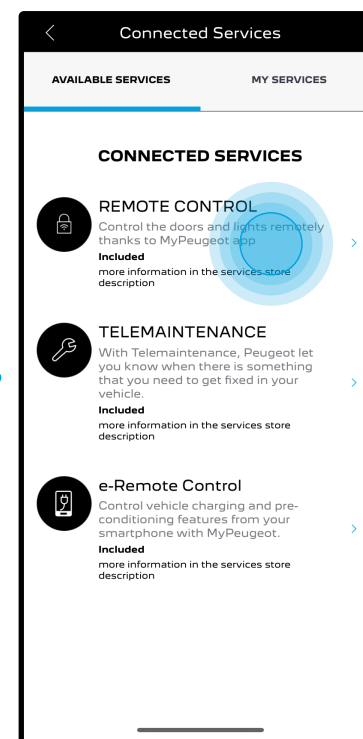 Connected Services
AVAILABLE SERVICES
MY SERVICES
CONNECTED SERVICES
REMOTE CONTROL
Control the doors and lights remotely
thanks to MyPeugeot app
Included
more information in the services store
description
TELEMAINTENANCE
With Telemaintenance, Peugeot let
you know when there is something
that you need to get fixed in your
vehicle.
Included
more information in the services store
description
e-Remote Control
Control vehicle charging and pre-
conditioning features from your
smartphone with MyPeugeot.
Included
more information in the services store
description